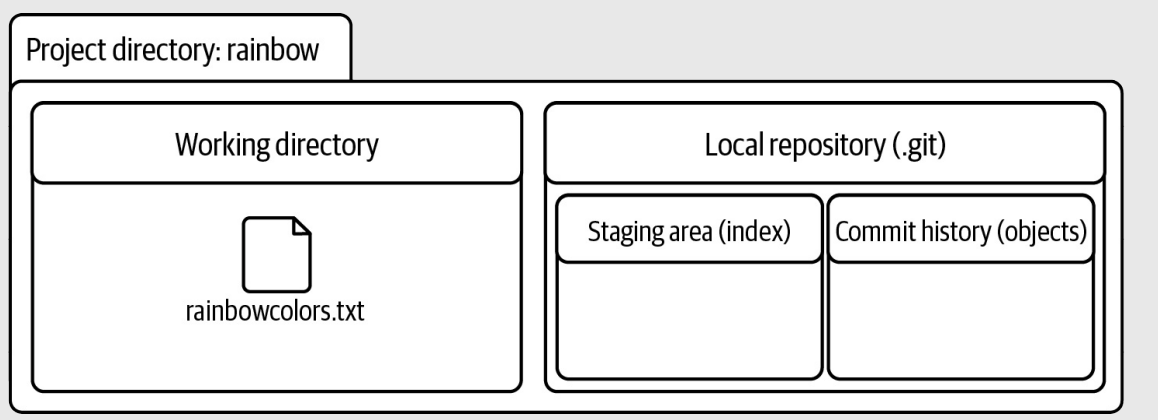 Project directory: rainbow
Working directory
Local repository (.git)
Staging area (index)
Commit history (objects)
rainbowcolors.txt